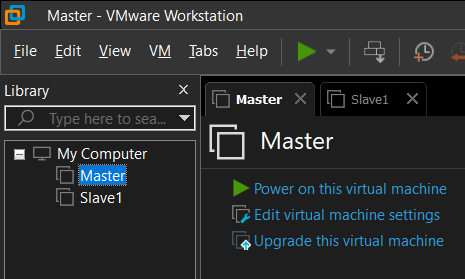 Master - VMware Workstation
File Edit View VM Tabs Help
Library
Type here to sea...
My Computer
Master
Slave1
Master
Slave1
Master
Power on this virtual machine
Edit virtual machine settings
Upgrade this virtual machine